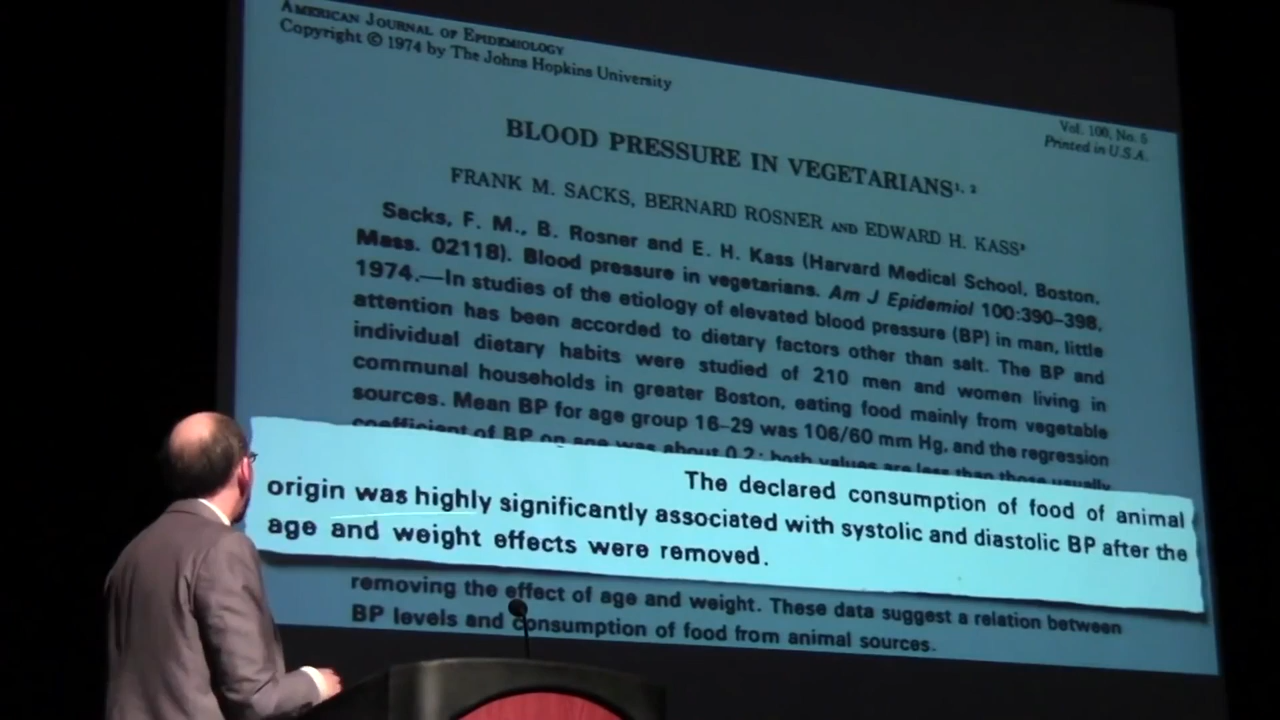 AMERICAN JOURNAL OF EPIDEMIOLOGY
Copyright © 1974 by The Johns Hopkins University
Vol. 100, No. 5
Printed in U.S.A.
BLOOD PRESSURE IN VEGETARIANS¹, ²
FRANK M. SACKS, BERNARD ROSNER AND EDWARD H. KASS³
Sacks, F. M., B. Rosner and E. H. Kass (Harvard Medical School, Boston,
Mass. 02118). Blood pressure in vegetarians. Am J Epidemiol 100:390–398,
1974.—In studies of the etiology of elevated blood pressure (BP) in man, little
attention has been accorded to dietary factors other than salt. The BP and
individual dietary habits were studied of 210 men and women living in
communal households in greater Boston, eating food mainly from vegetable
sources. Mean BP for age group 16–29 was 106/60 mm Hg, and the regression
coefficient of BP on age was about 0.2; both values are less than those usually
The declared consumption of food of animal
origin was highly significantly associated with systolic and diastolic BP after the
age and weight effects were removed.
removing the effect of age and weight. These data suggest a relation between
BP levels and consumption of food from animal sources.